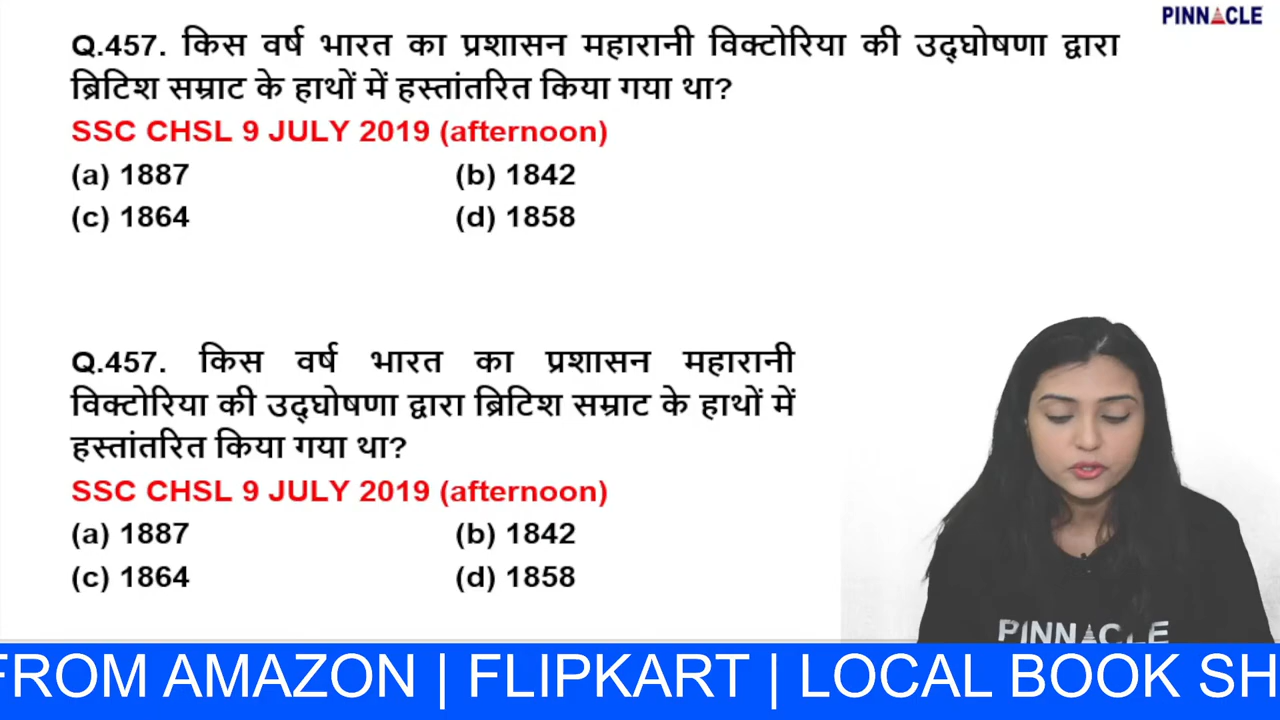 PINNACLE
Q.457. किस वर्ष भारत का प्रशासन महारानी विक्टोरिया की उद्घोषणा द्वारा
ब्रिटिश सम्राट के हाथों में हस्तांतरित किया गया था?
SSC CHSL 9 JULY 2019 (afternoon)
(a) 1887 (b) 1842
(c) 1864 (d) 1858
Q.457. किस वर्ष भारत का प्रशासन महारानी
विक्टोरिया की उद्घोषणा द्वारा ब्रिटिश सम्राट के हाथों में
हस्तांतरित किया गया था?
SSC CHSL 9 JULY 2019 (afternoon)
(a) 1887 (b) 1842
(c) 1864 (d) 1858
PINNACLE
FROM AMAZON | FLIPKART | LOCAL BOOK SH